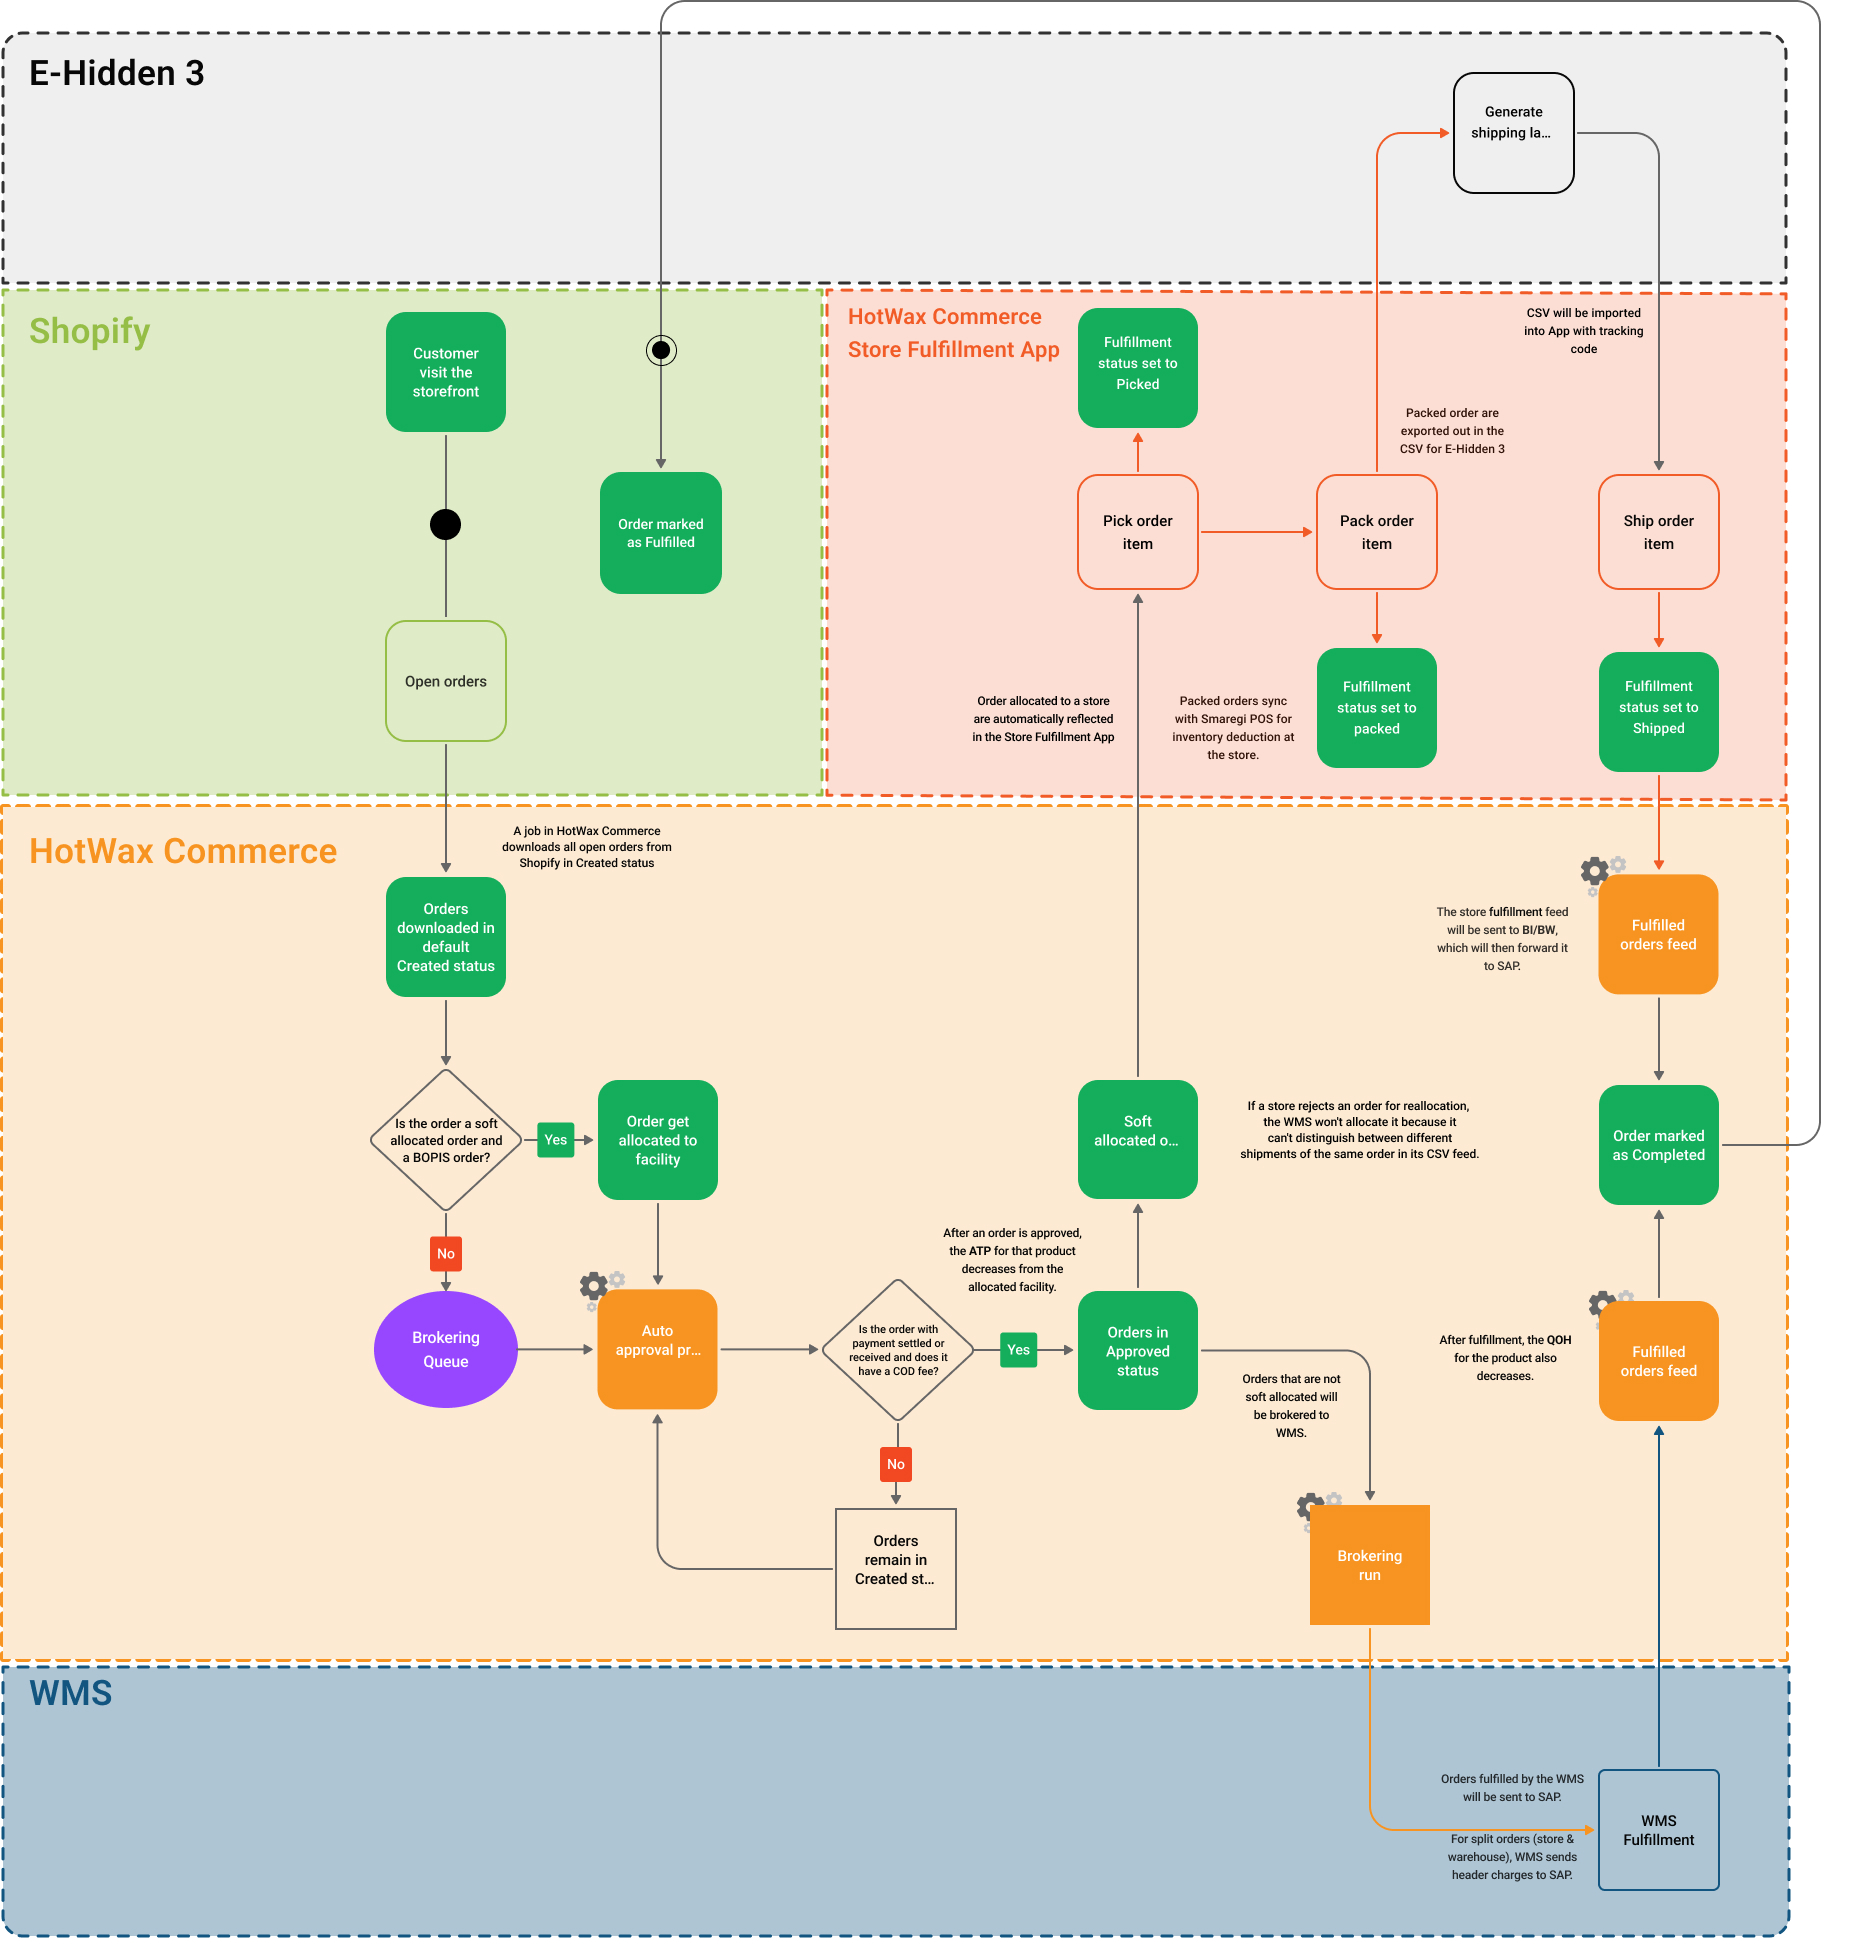 E-Hidden 3
Generate
shipping la...
Shopify
Customer
visit the
storefront
Order marked
as Fulfilled
Open orders
HotWax Commerce
Store Fulfillment App
Fulfillment
status set to
Picked
CSV will be imported
into App with tracking
code
Packed order are
exported out in the
CSV for E-Hidden 3
Pick order
item
Pack order
item
Ship order
item
Order allocated to a store
are automatically reflected
in the Store Fulfillment App
Packed orders sync
with Smaregi POS for
inventory deduction at
the store.
Fulfillment
status set to
packed
Fulfillment
status set to
Shipped
HotWax Commerce
A job in HotWax Commerce
downloads all open orders from
Shopify in Created status
Orders
downloaded in
default
Created status
The store fulfillment feed
will be sent to BI/BW,
which will then forward it
to SAP.
Fulfilled
orders feed
Is the order a soft
allocated order and
a BOPIS order?
Yes
Order get
allocated to
facility
Soft
allocated o...
If a store rejects an order for reallocation,
the WMS won't allocate it because it
can't distinguish between different
shipments of the same order in its CSV feed.
Order marked
as Completed
No
After an order is approved,
the ATP for that product
decreases from the
allocated facility.
Brokering
Queue
Auto
approval pr...
Is the order with
payment settled or
received and does it
have a COD fee?
Yes
Orders in
Approved
status
Orders that are not
soft allocated will
be brokered to
WMS.
After fulfillment, the QOH
for the product also
decreases.
Fulfilled
orders feed
No
Orders
remain in
Created st...
Brokering
run
WMS
Orders fulfilled by the WMS
will be sent to SAP.
For split orders (store &
warehouse), WMS sends
header charges to SAP.
WMS
Fulfillment